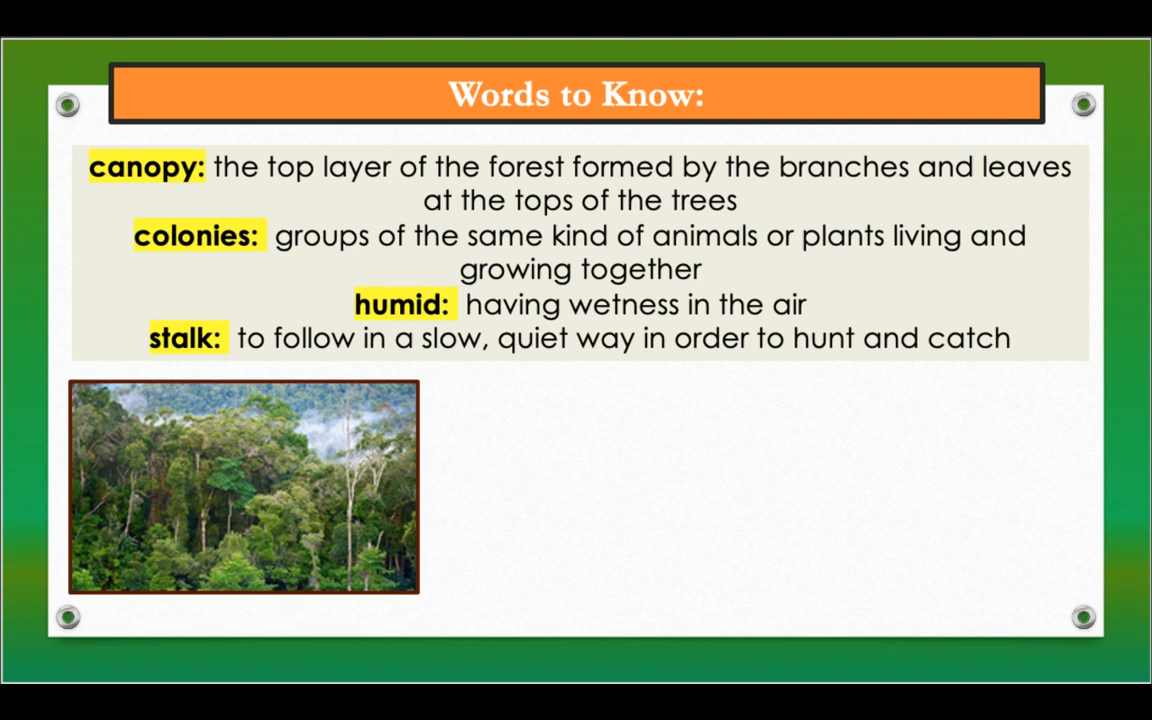 Words to Know:
canopy: the top layer of the forest formed by the branches and leaves
at the tops of the trees
colonies: groups of the same kind of animals or plants living and
growing together
humid: having wetness in the air
stalk: to follow in a slow, quiet way in order to hunt and catch